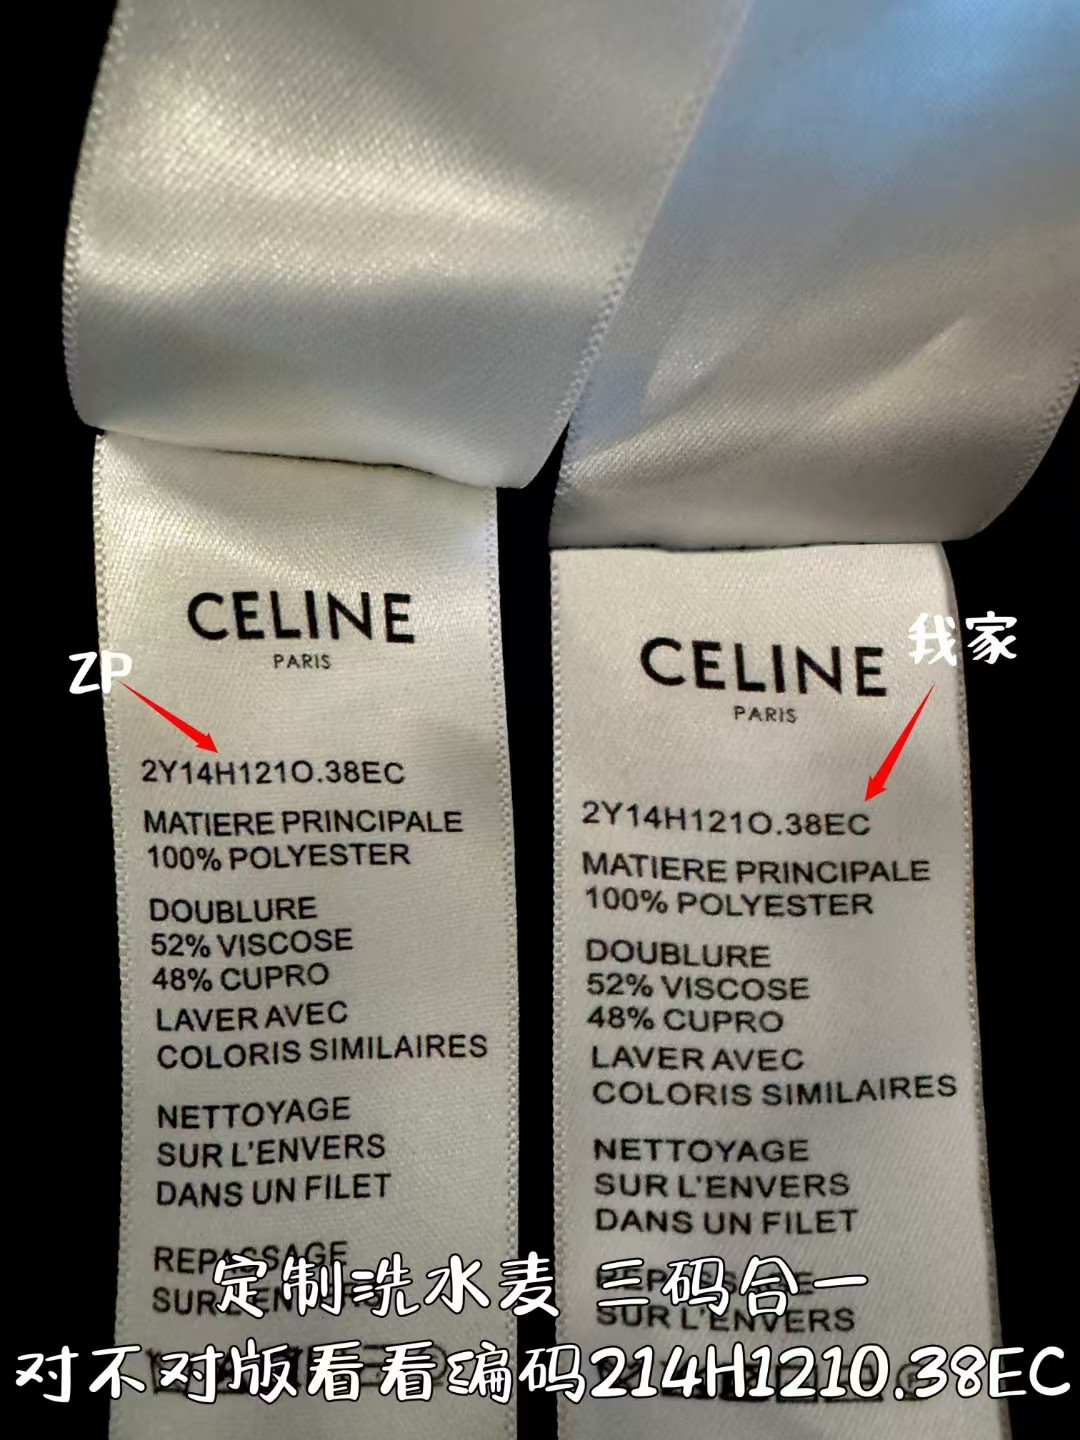 CELINE
PARIS
ZP
2Y14H121O.38EC
MATIERE PRINCIPALE
100% POLYESTER
DOUBLURE
52% VISCOSE
48% CUPRO
LAVER AVEC
COLORIS SIMILAIRES
NETTOYAGE
SUR L'ENVERS
DANS UN FILET
REPASSAGE
CELINE
PARIS
我家
2Y14H121O.38EC
MATIERE PRINCIPALE
100% POLYESTER
DOUBLURE
52% VISCOSE
48% CUPRO
LAVER AVEC
COLORIS SIMILAIRES
NETTOYAGE
SUR L'ENVERS
DANS UN FILET
REPASSAGE
SUR L'ENVERS
定制洗水麦 三码合一
对不对版看看编码214H1210.38EC